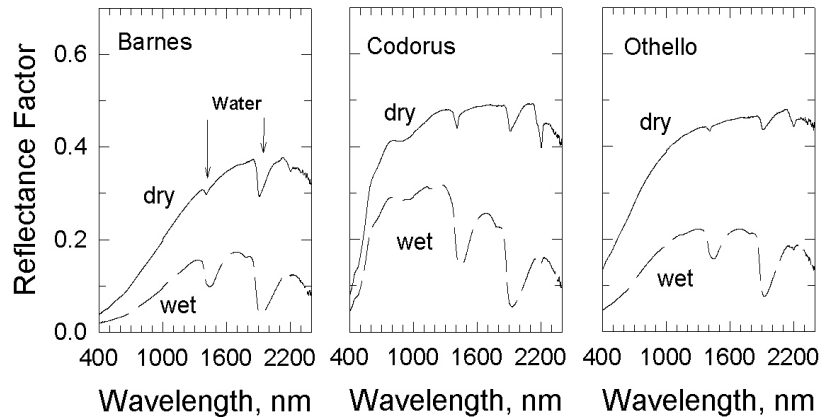 Barnes
Codorus
Othello
Water
dry
wet
dry
wet
dry
wet
Reflectance Factor
0.6
0.4
0.2
0.0
400 1000 1600 2200
400 1000 1600 2200
400 1000 1600 2200
Wavelength, nm
Wavelength, nm
Wavelength, nm